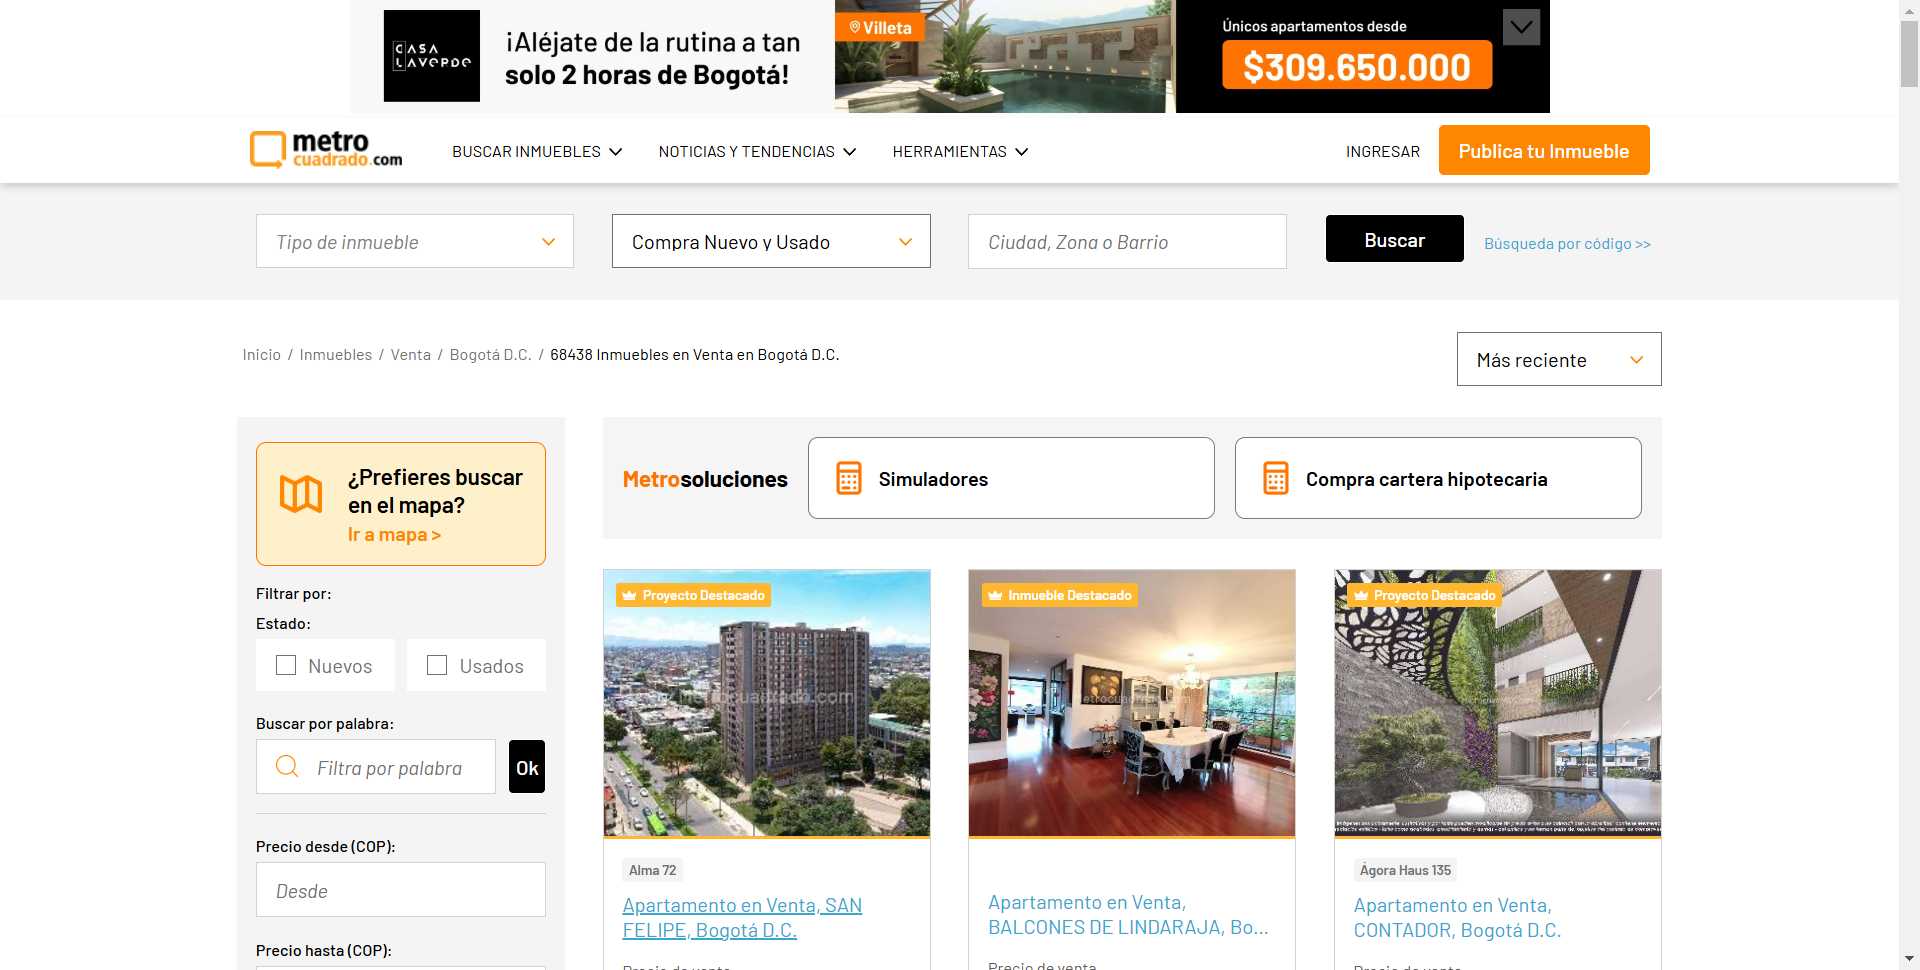 CASA
LAVERDE
¡Aléjate de la rutina a tan
solo 2 horas de Bogotá!
Villeta
Únicos apartamentos desde
$309.650.000
metro
cuadrado.com
BUSCAR INMUEBLES
NOTICIAS Y TENDENCIAS
HERRAMIENTAS
INGRESAR
Publica tu Inmueble
Tipo de inmueble
Compra Nuevo y Usado
Ciudad, Zona o Barrio
Buscar
Búsqueda por código >>
Inicio / Inmuebles / Venta / Bogotá D.C. / 68438 Inmuebles en Venta en Bogotá D.C.
Más reciente
¿Prefieres buscar
en el mapa?
Ir a mapa >
Metrosoluciones
Simuladores
Compra cartera hipotecaria
Filtrar por:
Estado:
Nuevos
Usados
Buscar por palabra:
Filtra por palabra
Ok
Precio desde (COP):
Desde
Precio hasta (COP):
Proyecto Destacado
metrocuadrado.com
Alma 72
Apartamento en Venta, SAN
FELIPE, Bogotá D.C.
Precio de venta
Inmueble Destacado
metrocuadrado.com
Apartamento en Venta,
BALCONES DE LINDARAJA, Bo...
Precio de venta
Proyecto Destacado
Ágora Haus 135
Apartamento en Venta,
CONTADOR, Bogotá D.C.
Precio de venta